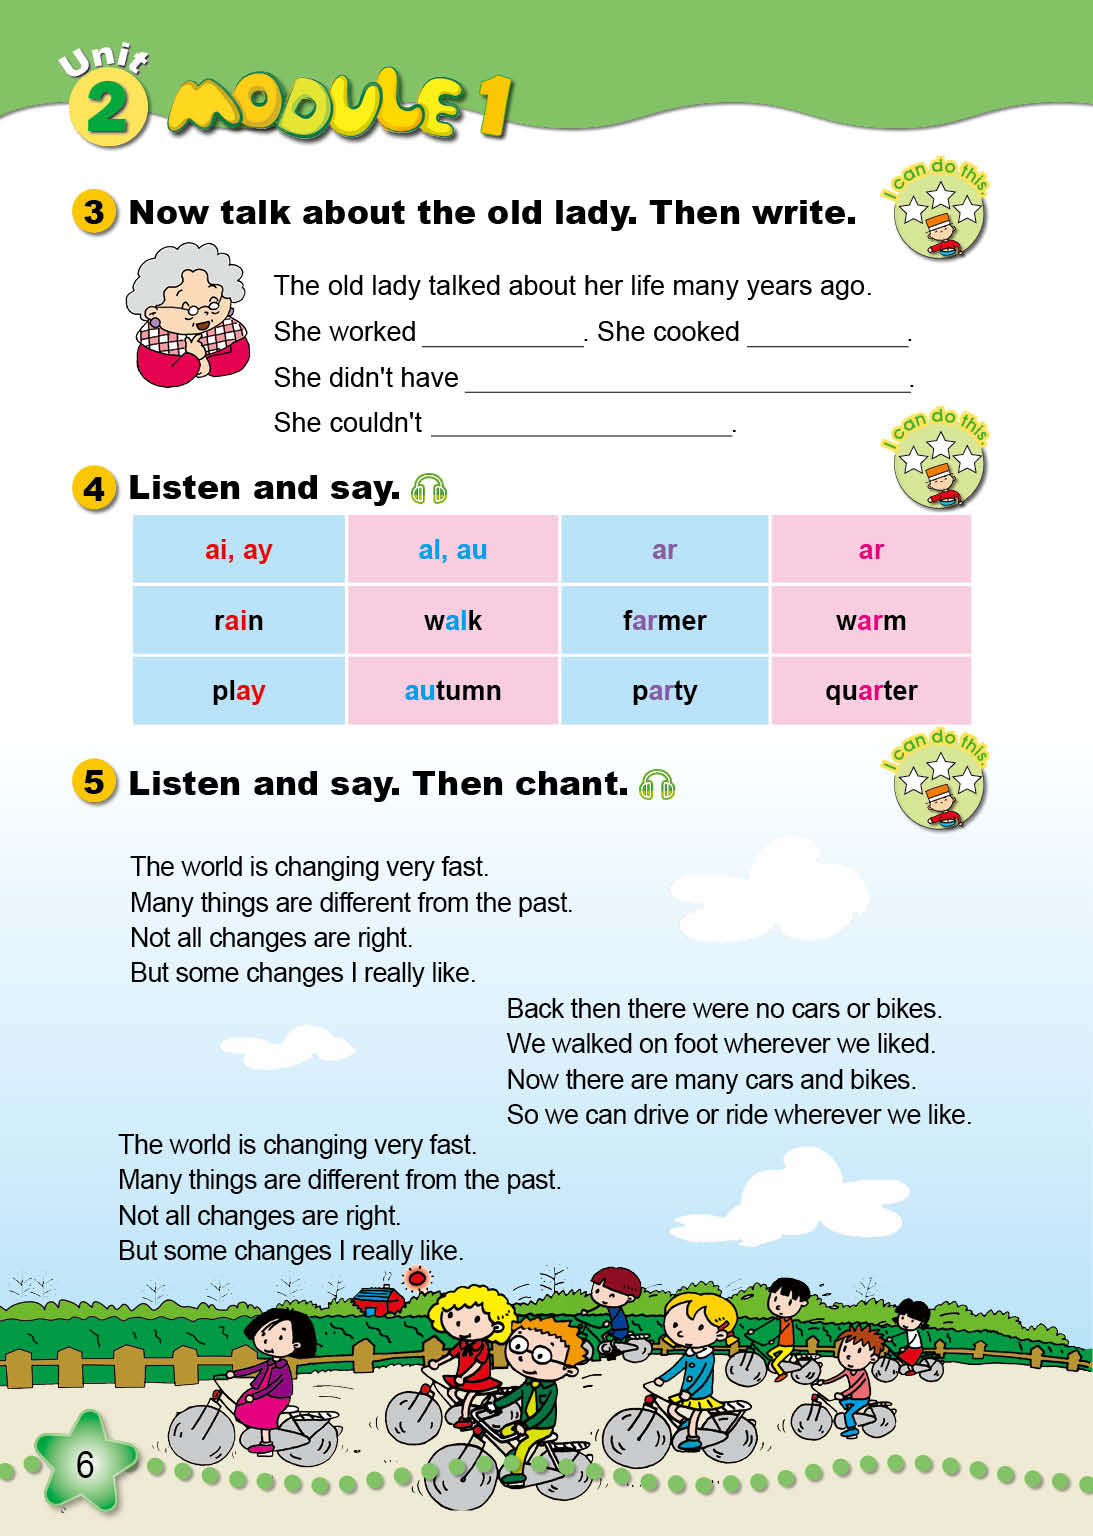 Unit
2 MODULE 1
3 Now talk about the old lady. Then write.
I can do this.
The old lady talked about her life many years ago.
She worked ___________. She cooked ___________.
She didn't have ______________________________.
She couldn't ____________________.
4 Listen and say.
I can do this.
ai, ay al, au ar ar
rain walk farmer warm
play autumn party quarter
5 Listen and say. Then chant.
I can do this.
The world is changing very fast.
Many things are different from the past.
Not all changes are right.
But some changes I really like.
Back then there were no cars or bikes.
We walked on foot wherever we liked.
Now there are many cars and bikes.
So we can drive or ride wherever we like.
The world is changing very fast.
Many things are different from the past.
Not all changes are right.
But some changes I really like.
6